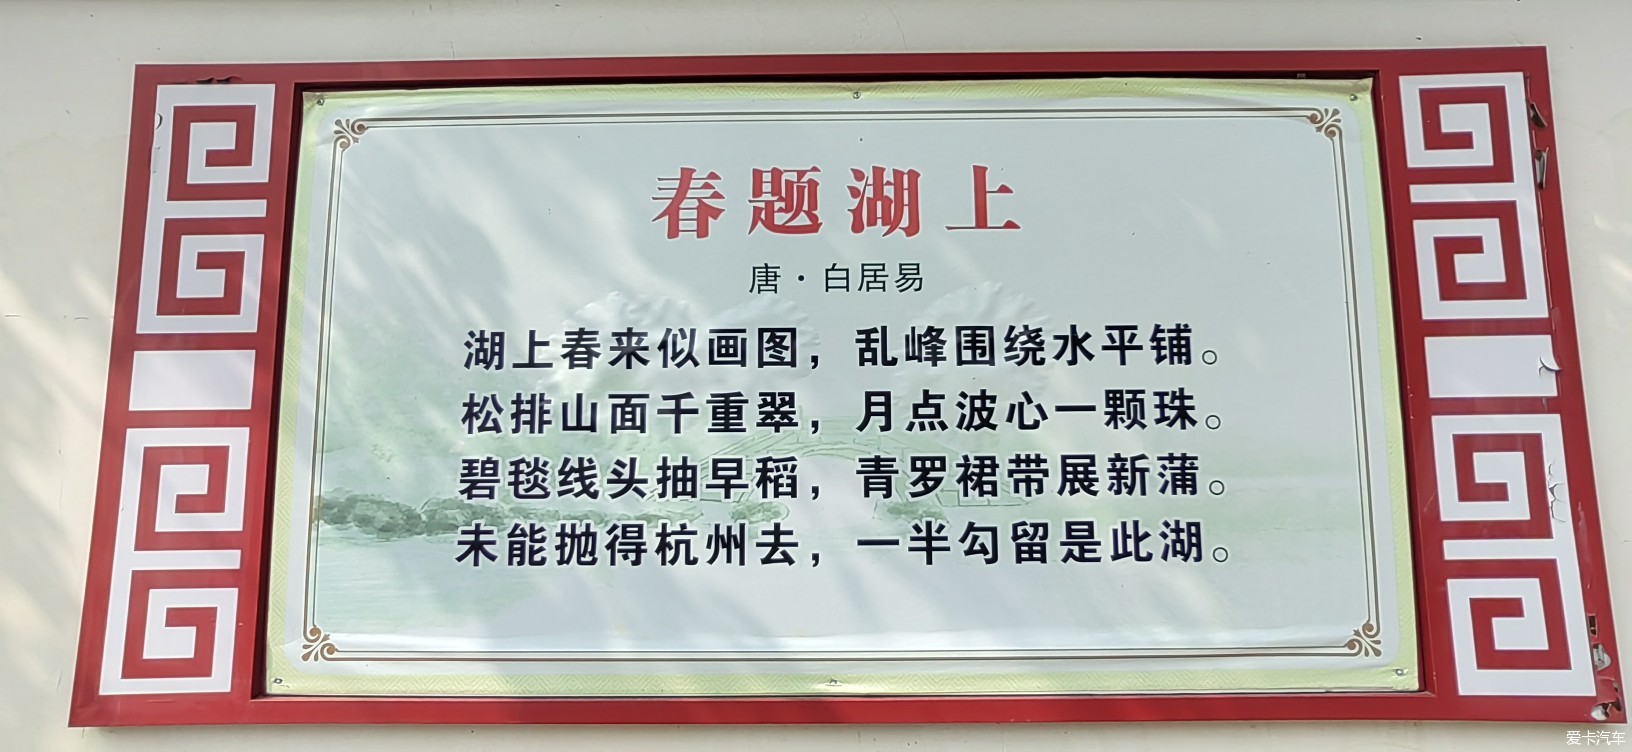 春题湖上
唐·白居易
湖上春来似画图，乱峰围绕水平铺。
松排山面千重翠，月点波心一颗珠。
碧毯线头抽早稻，青罗裙带展新蒲。
未能抛得杭州去，一半勾留是此湖。
爱卡汽车